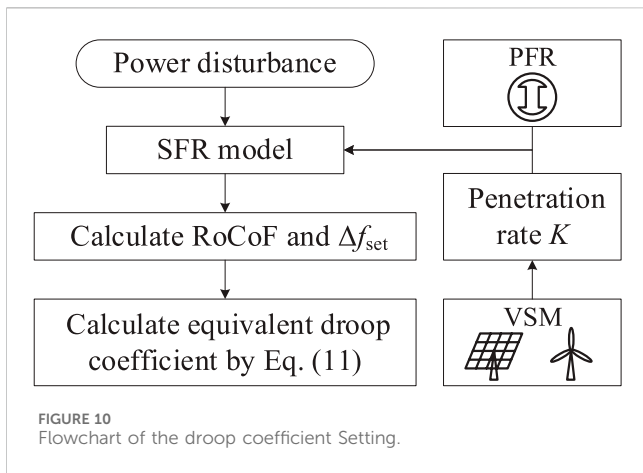 Power disturbance
SFR model
Calculate RoCoF and Δf_set
Calculate equivalent droop
coefficient by Eq. (11)
PFR
Penetration
rate K
VSM
FIGURE 10
Flowchart of the droop coefficient Setting.